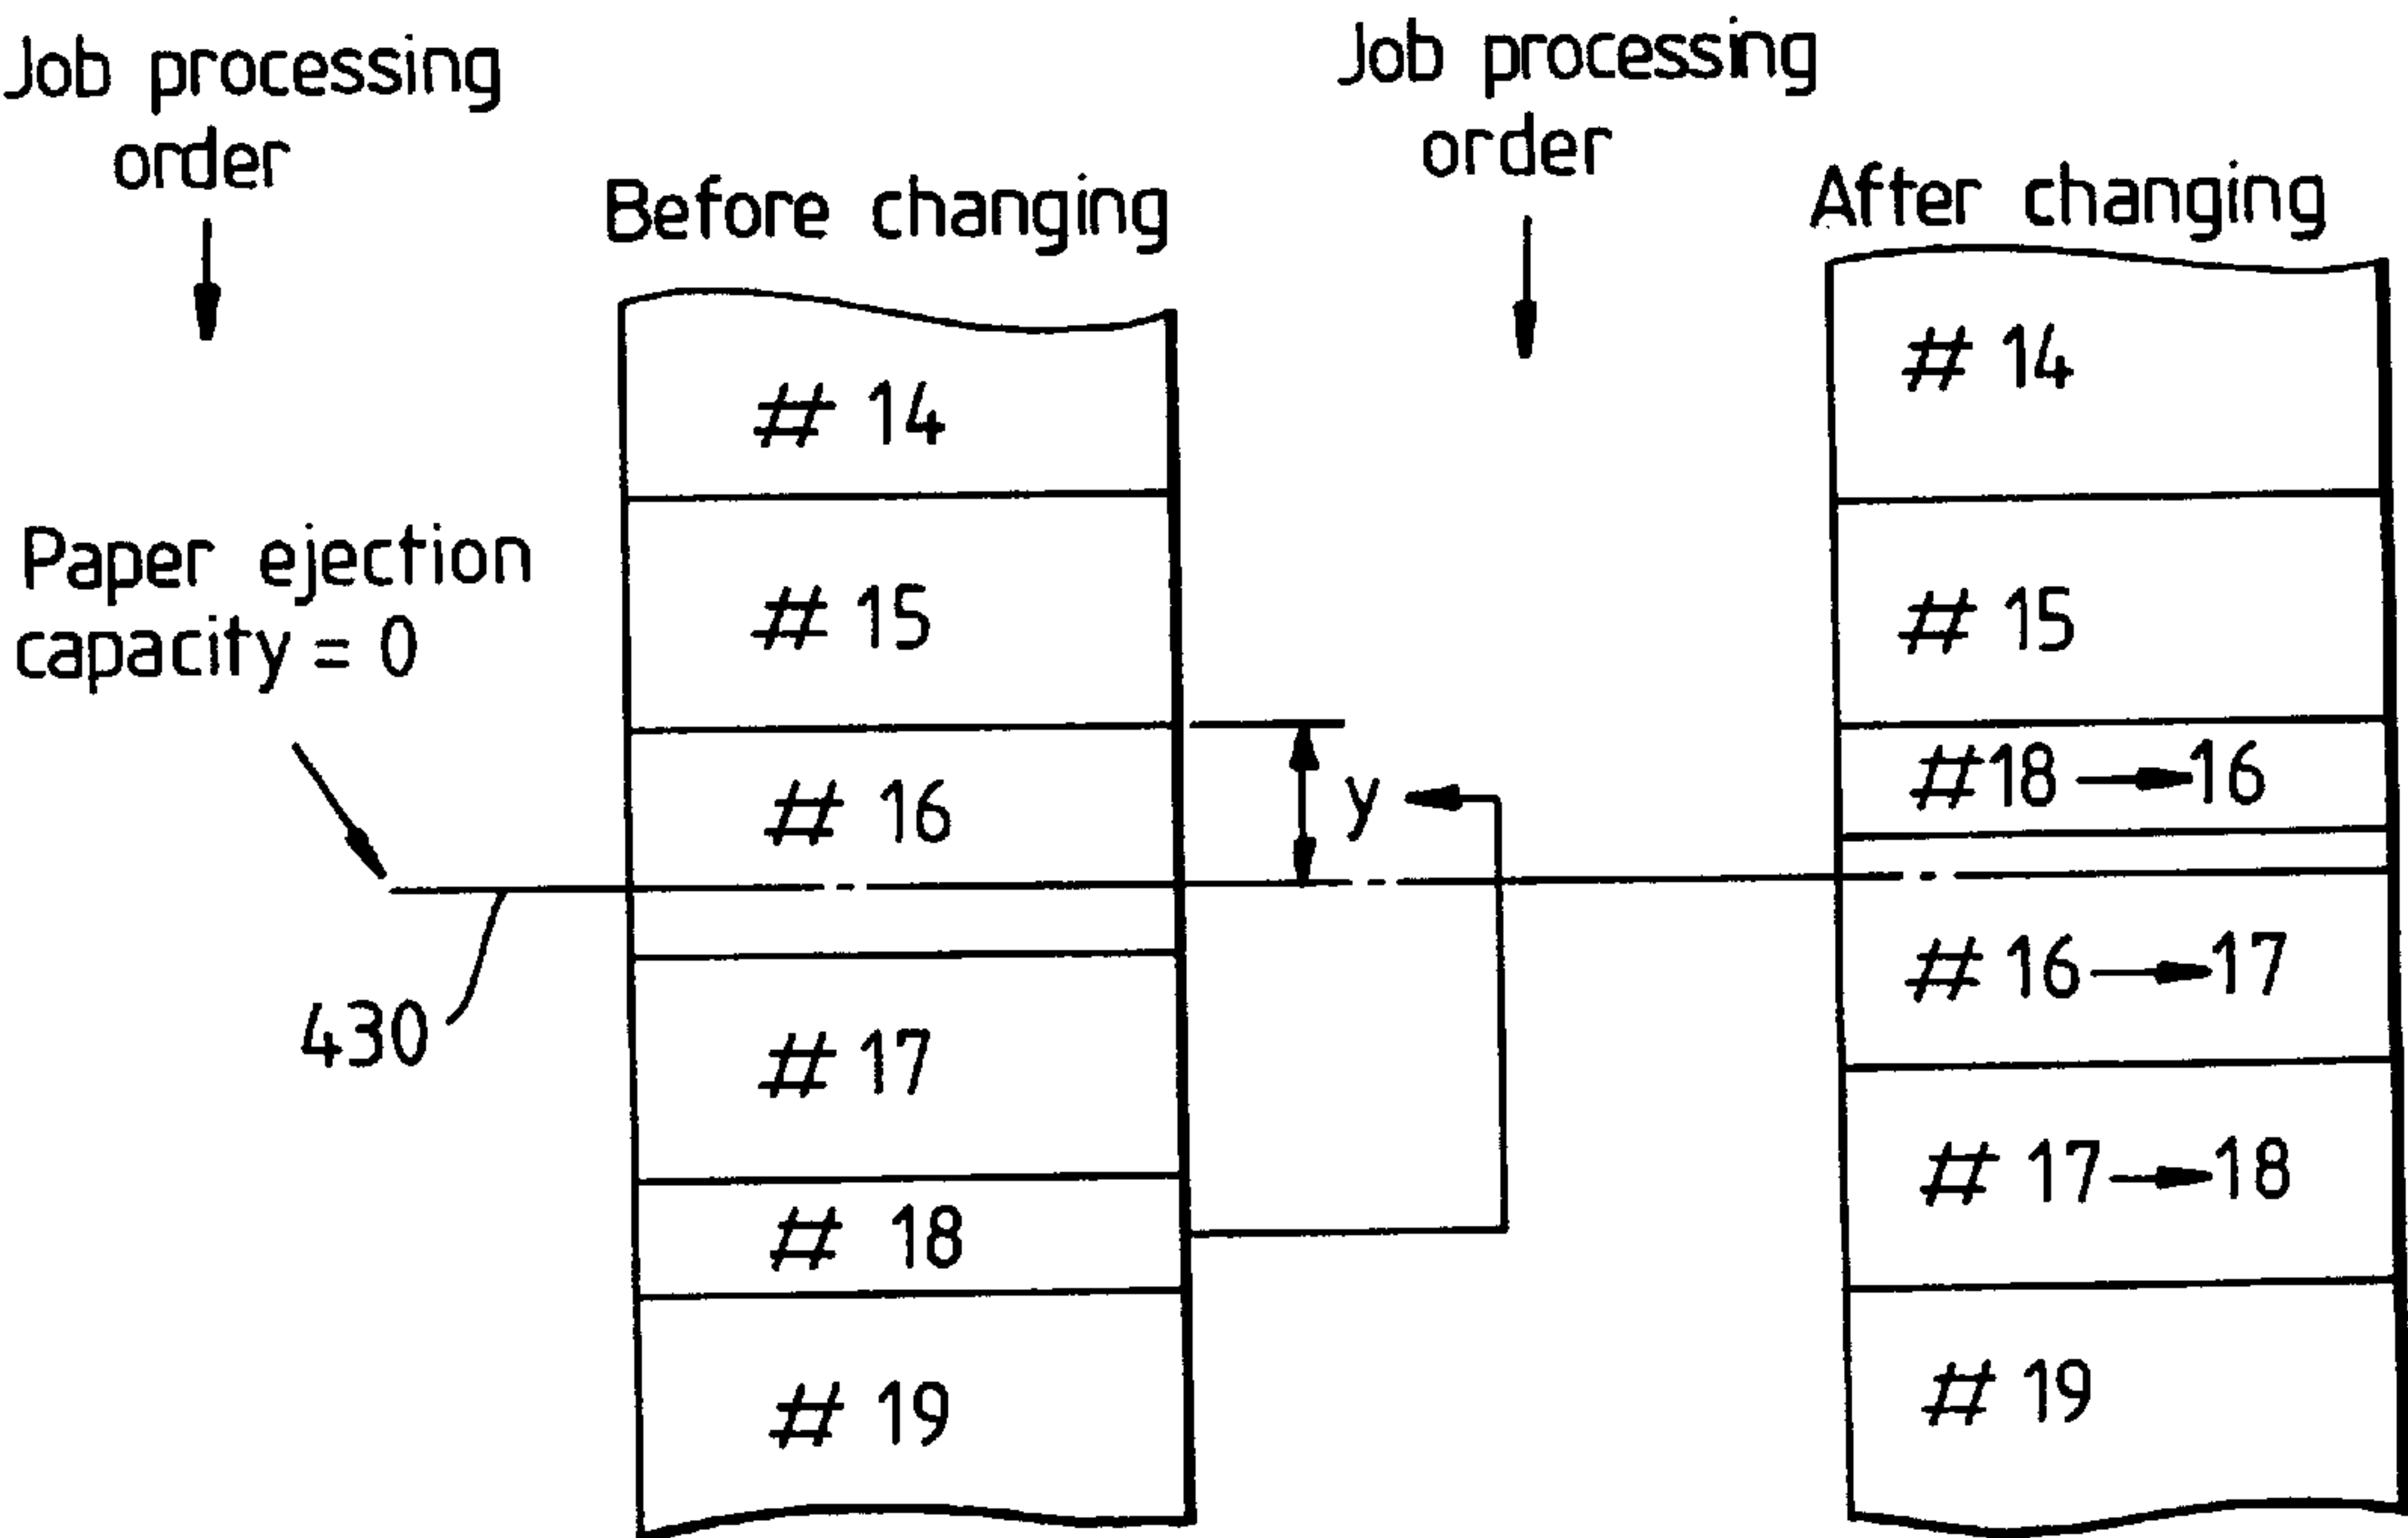 Job processing
order
Before changing
# 14
# 15
# 16
# 17
# 18
# 19
Paper ejection
capacity = 0
430
y
Job processing
order
After changing
# 14
# 15
#18 → 16
# 16 → 17
# 17 → 18
# 19